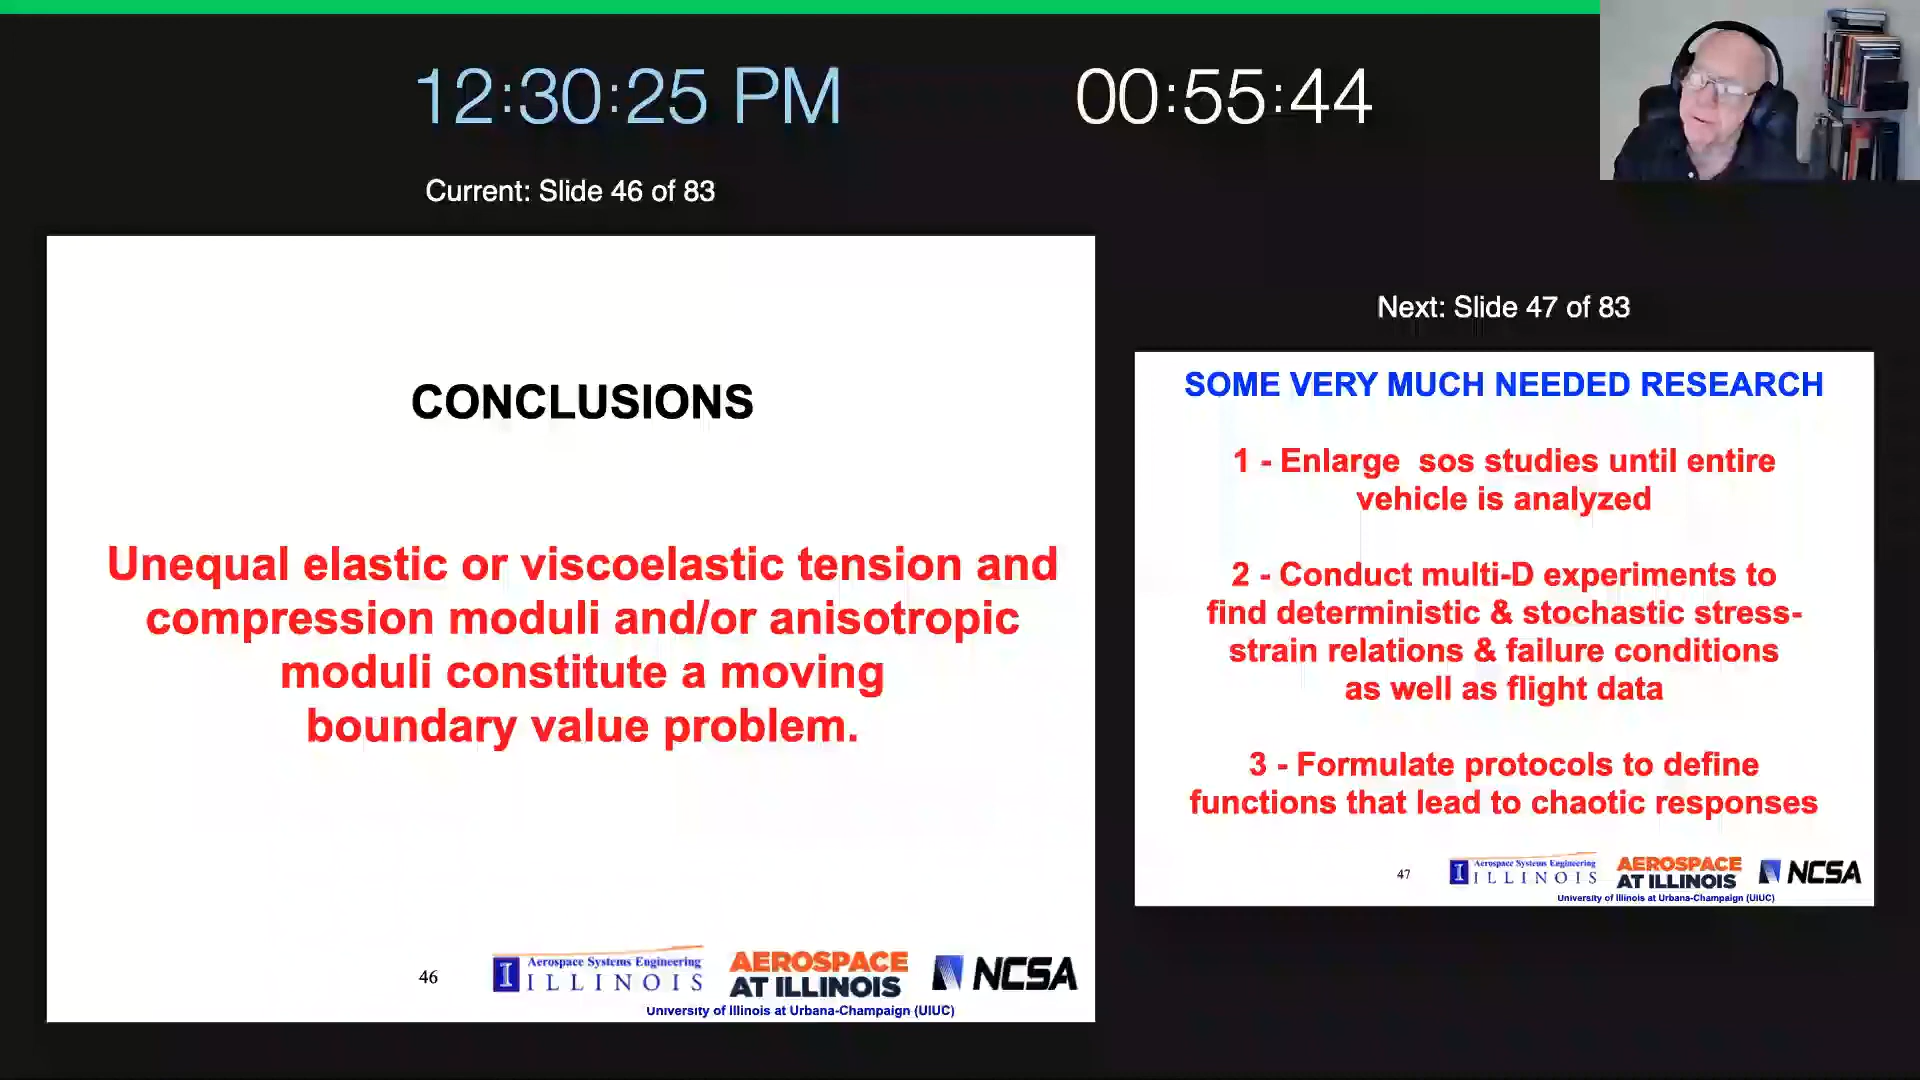 12:30:25 PM
00:55:44
Current: Slide 46 of 83
CONCLUSIONS
Unequal elastic or viscoelastic tension and
compression moduli and/or anisotropic
moduli constitute a moving
boundary value problem.
46
I
Aerospace Systems Engineering
ILLINOIS
AEROSPACE
AT ILLINOIS
NCSA
University of Illinois at Urbana-Champaign (UIUC)
Next: Slide 47 of 83
SOME VERY MUCH NEEDED RESEARCH
1 - Enlarge sos studies until entire
vehicle is analyzed
2 - Conduct multi-D experiments to
find deterministic & stochastic stress-
strain relations & failure conditions
as well as flight data
3 - Formulate protocols to define
functions that lead to chaotic responses
47
I
Aerospace Systems Engineering
ILLINOIS
AEROSPACE
AT ILLINOIS
NCSA
University of Illinois at Urbana-Champaign (UIUC)